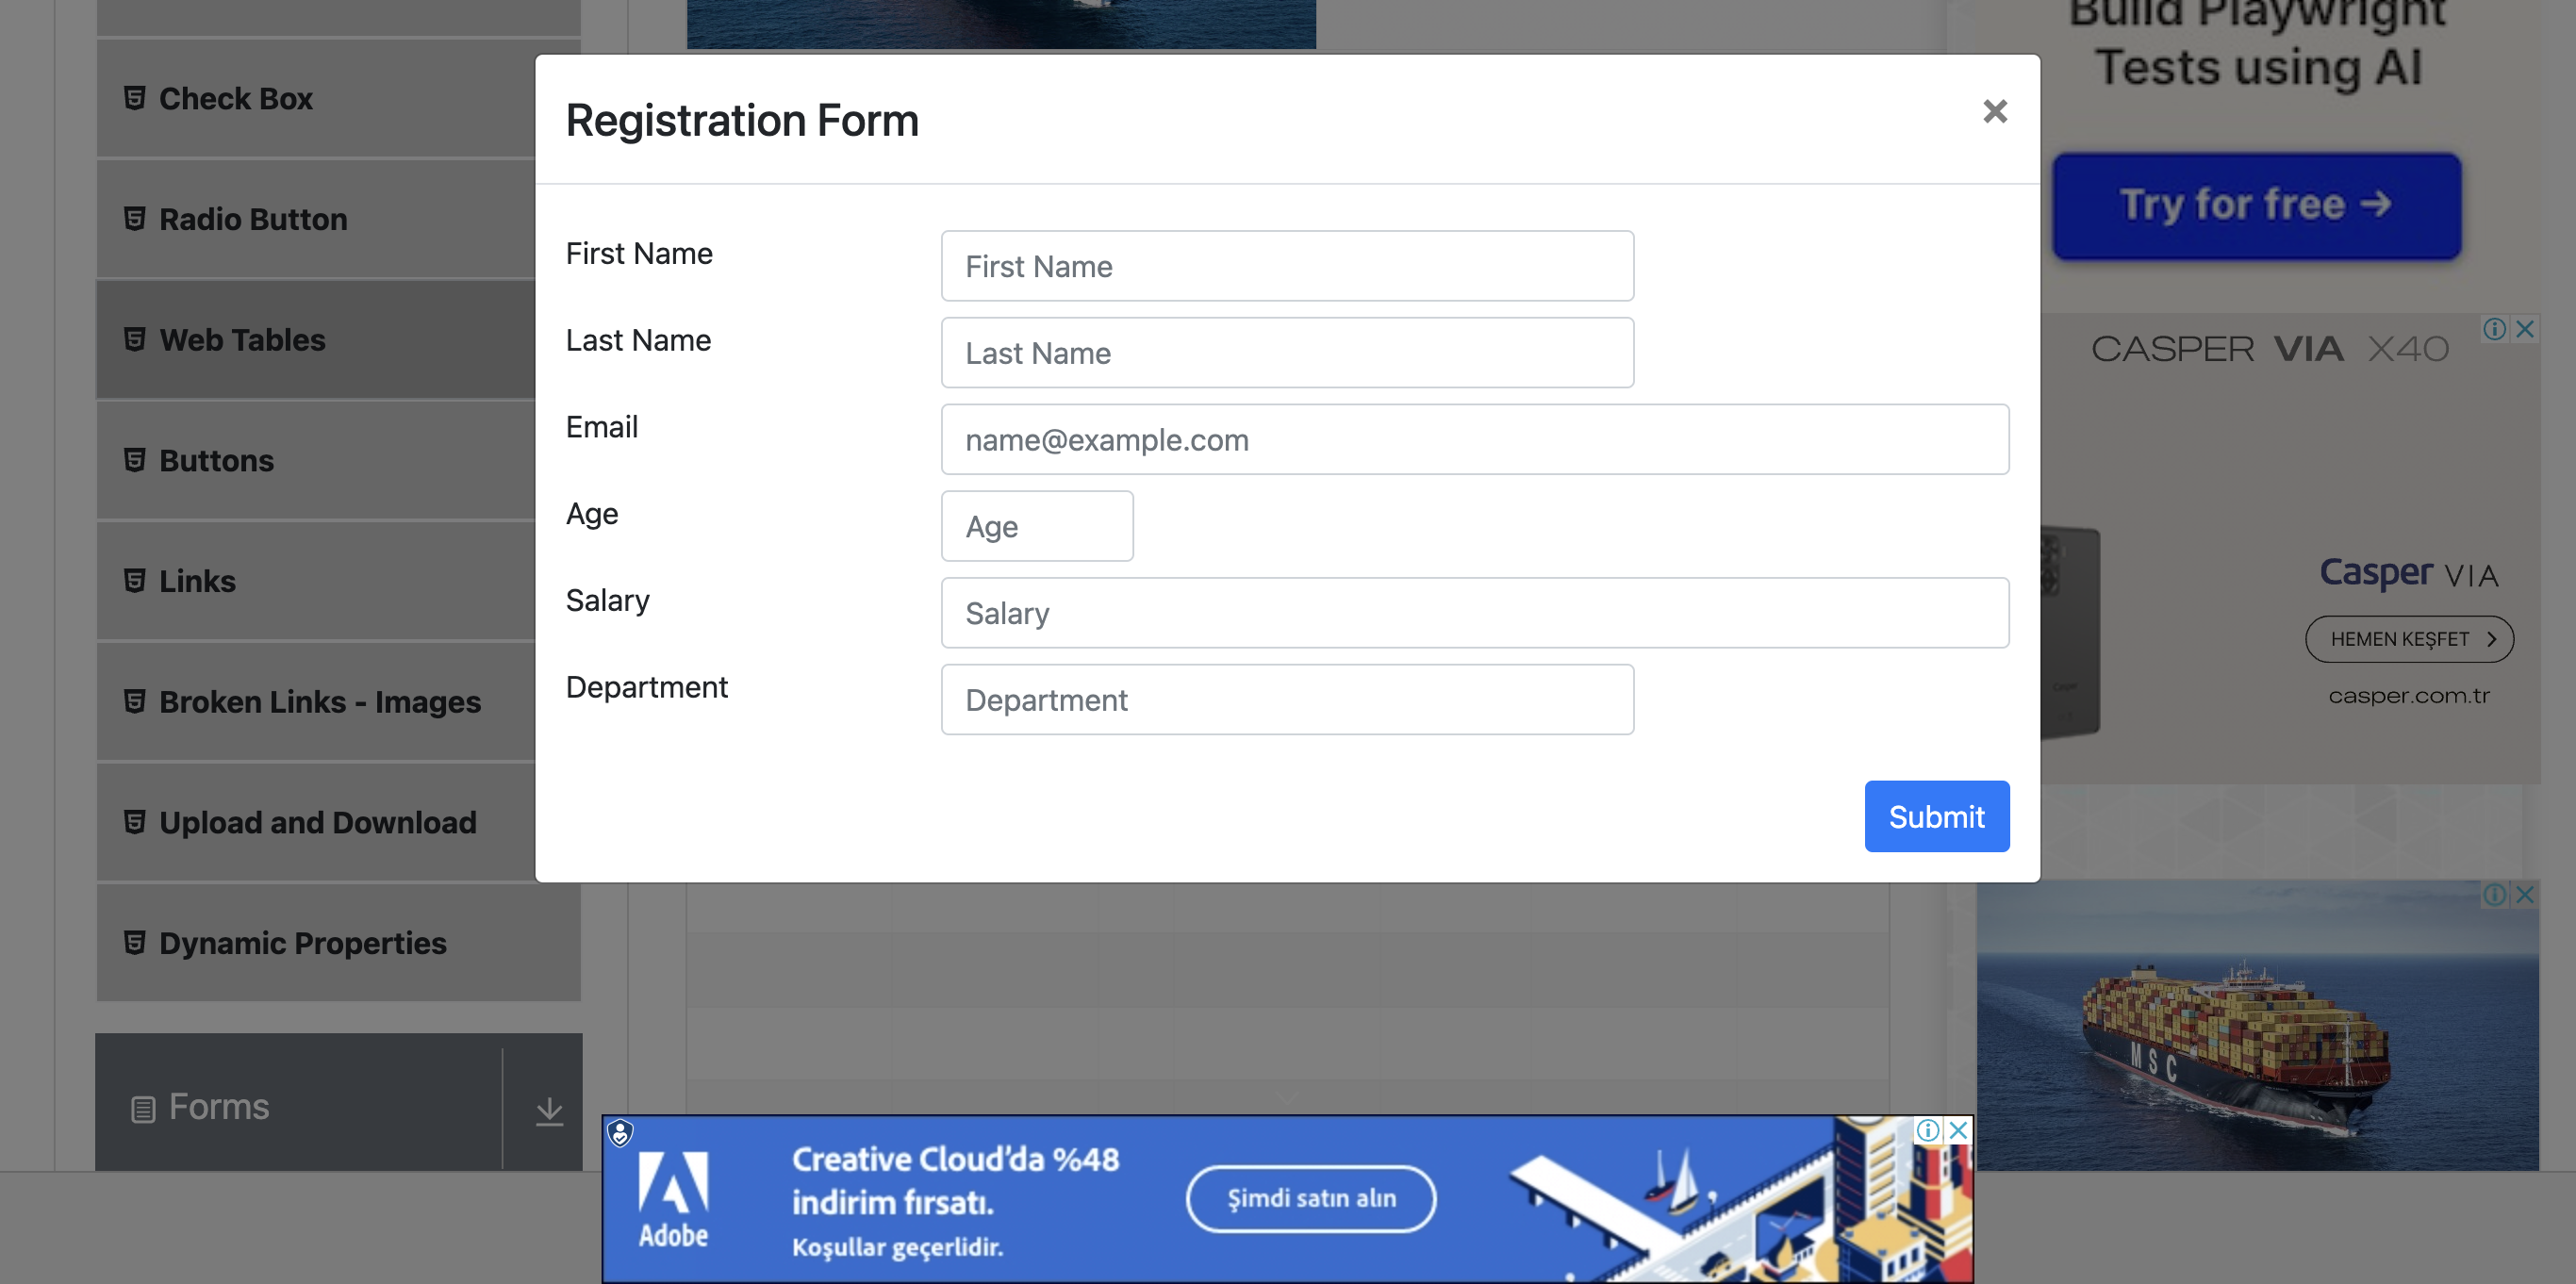 Check Box
Radio Button
Web Tables
Buttons
Links
Broken Links - Images
Upload and Download
Dynamic Properties
Forms
Registration Form
First Name
First Name
Last Name
Last Name
Email
name@example.com
Age
Age
Salary
Salary
Department
Department
Submit
Build Playwright
Tests using AI
Try for free →
CASPER VIA X40
Casper VIA
HEMEN KEŞFET >
casper.com.tr
MSC
Adobe
Creative Cloud'da %48
indirim fırsatı.
Koşullar geçerlidir.
Şimdi satın alın